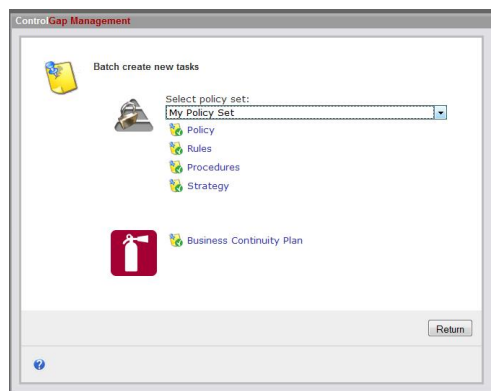 ControlGap Management
Batch create new tasks
Select policy set:
My Policy Set
Policy
Rules
Procedures
Strategy
Business Continuity Plan
Return
?